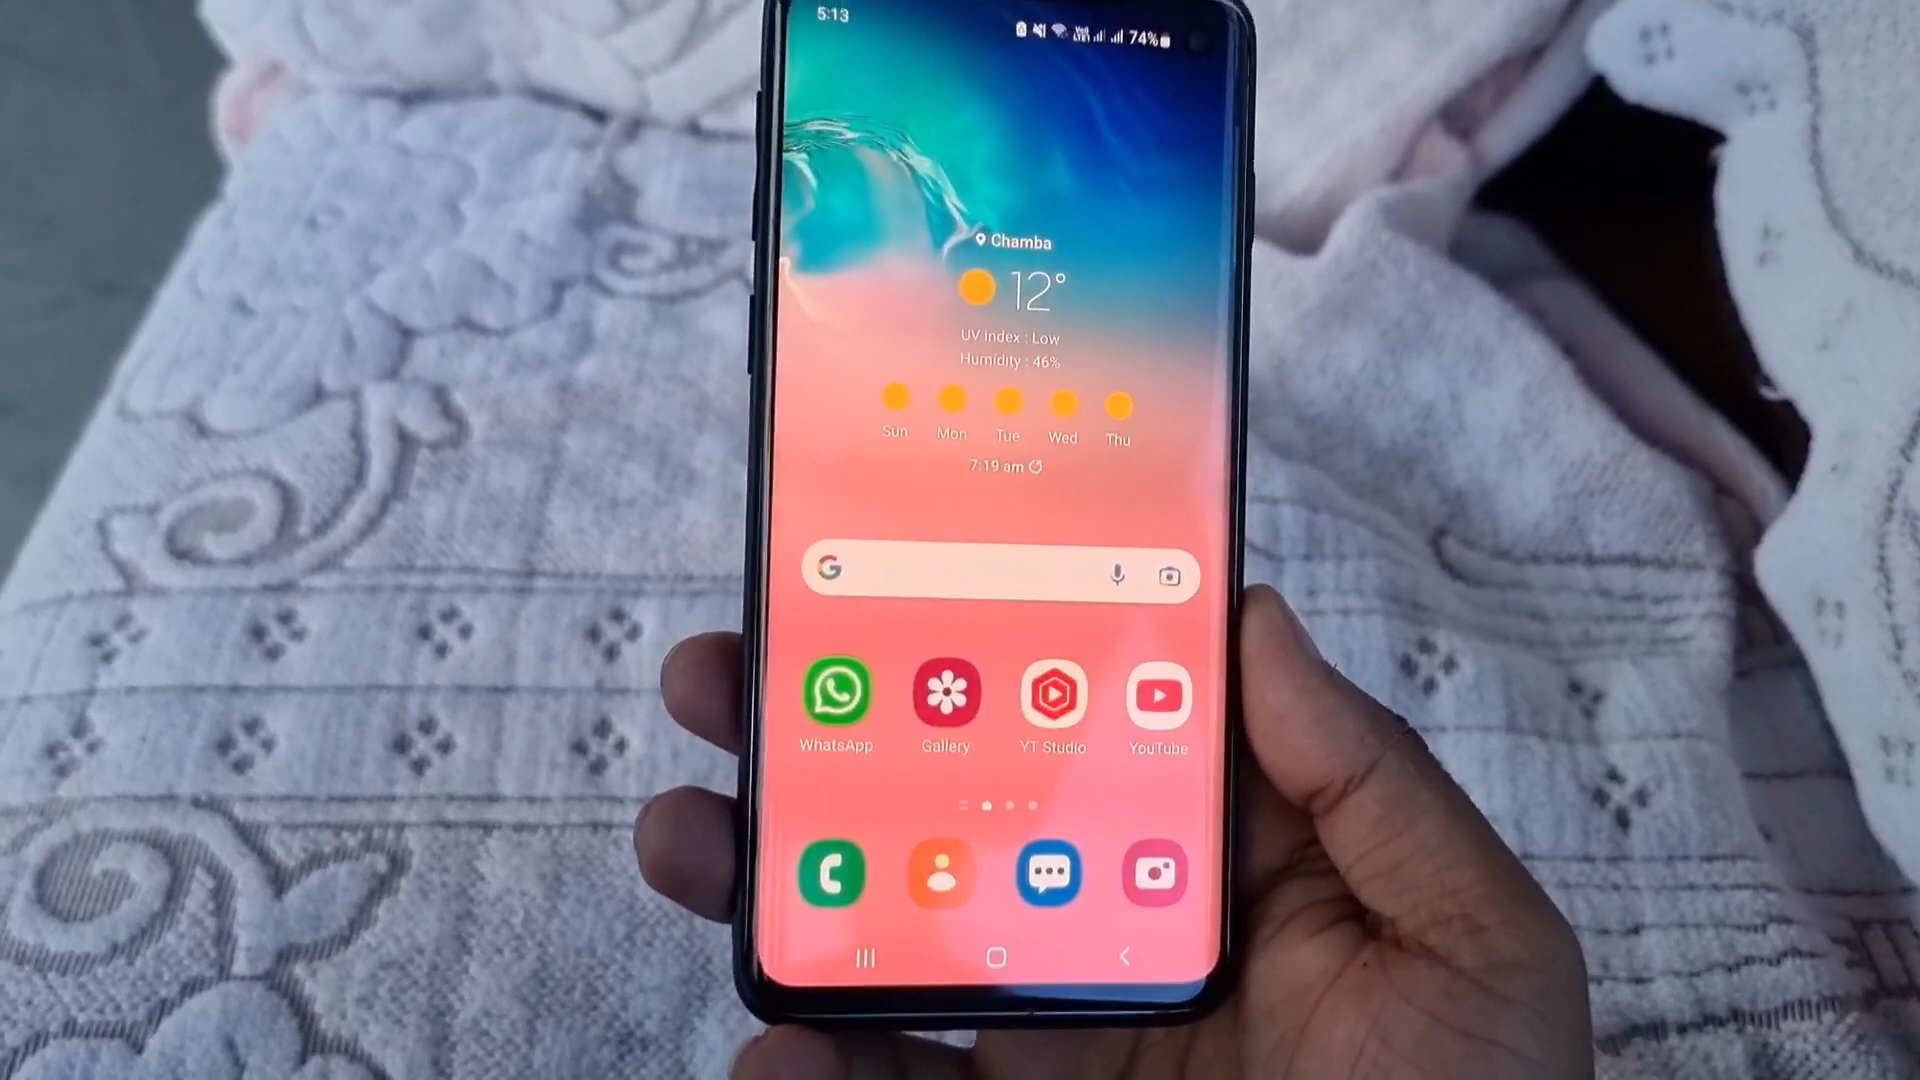 5:13
74%
Chamba
12°
UV index : Low
Humidity : 46%
Sun Mon Tue Wed Thu
7:19 am
WhatsApp Gallery YT Studio YouTube